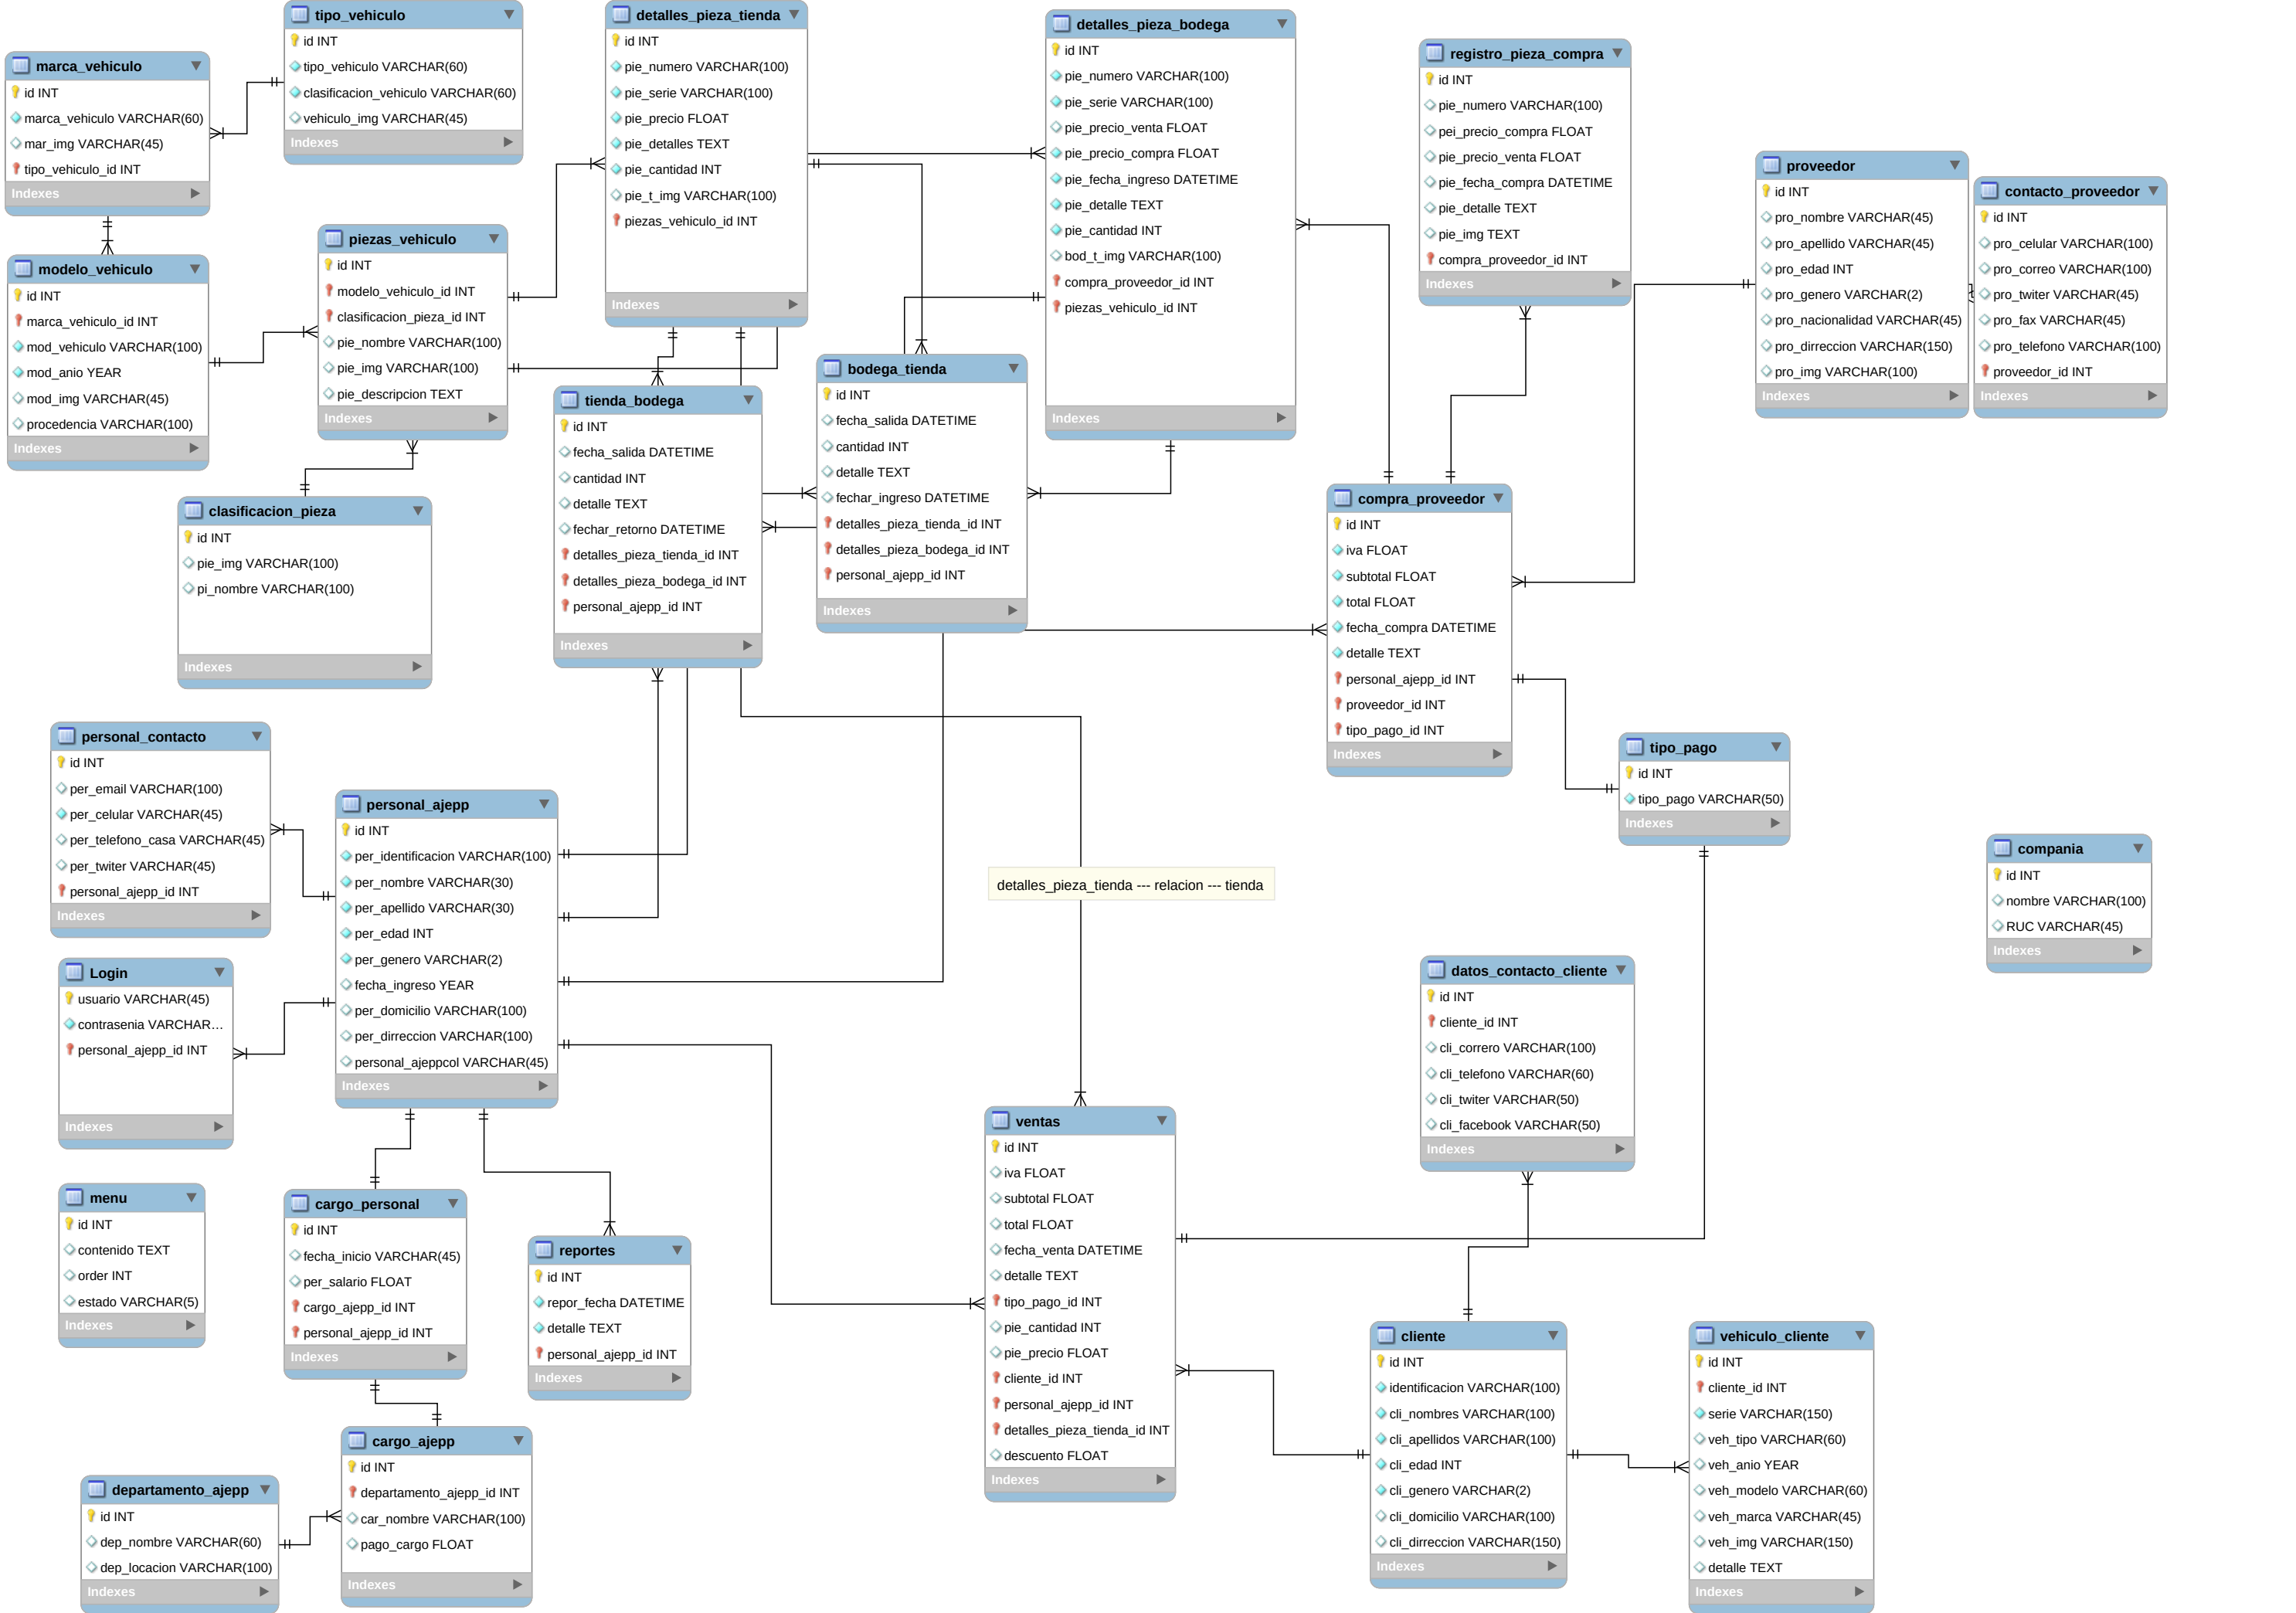 tipo_vehiculo
id INT
tipo_vehiculo VARCHAR(60)
clasificacion_vehiculo VARCHAR(60)
vehiculo_img VARCHAR(45)
Indexes
detalles_pieza_tienda
id INT
pie_numero VARCHAR(100)
pie_serie VARCHAR(100)
pie_precio FLOAT
pie_detalles TEXT
pie_cantidad INT
pie_t_img VARCHAR(100)
piezas_vehiculo_id INT
Indexes
detalles_pieza_bodega
id INT
pie_numero VARCHAR(100)
pie_serie VARCHAR(100)
pie_precio_venta FLOAT
pie_precio_compra FLOAT
pie_fecha_ingreso DATETIME
pie_detalle TEXT
pie_cantidad INT
bod_t_img VARCHAR(100)
compra_proveedor_id INT
piezas_vehiculo_id INT
Indexes
registro_pieza_compra
id INT
pie_numero VARCHAR(100)
pei_precio_compra FLOAT
pie_precio_venta FLOAT
pie_fecha_compra DATETIME
pie_detalle TEXT
pie_img TEXT
compra_proveedor_id INT
Indexes
marca_vehiculo
id INT
marca_vehiculo VARCHAR(60)
mar_img VARCHAR(45)
tipo_vehiculo_id INT
Indexes
proveedor
id INT
pro_nombre VARCHAR(45)
pro_apellido VARCHAR(45)
pro_edad INT
pro_genero VARCHAR(2)
pro_nacionalidad VARCHAR(45)
pro_dirreccion VARCHAR(150)
pro_img VARCHAR(100)
Indexes
contacto_proveedor
id INT
pro_celular VARCHAR(100)
pro_correo VARCHAR(100)
pro_twiter VARCHAR(45)
pro_fax VARCHAR(45)
pro_telefono VARCHAR(100)
proveedor_id INT
Indexes
modelo_vehiculo
id INT
marca_vehiculo_id INT
mod_vehiculo VARCHAR(100)
mod_anio YEAR
mod_img VARCHAR(45)
procedencia VARCHAR(100)
Indexes
piezas_vehiculo
id INT
modelo_vehiculo_id INT
clasificacion_pieza_id INT
pie_nombre VARCHAR(100)
pie_img VARCHAR(100)
pie_descripcion TEXT
Indexes
tienda_bodega
id INT
fecha_salida DATETIME
cantidad INT
detalle TEXT
fechar_retorno DATETIME
detalles_pieza_tienda_id INT
detalles_pieza_bodega_id INT
personal_ajepp_id INT
Indexes
bodega_tienda
id INT
fecha_salida DATETIME
cantidad INT
detalle TEXT
fechar_ingreso DATETIME
detalles_pieza_tienda_id INT
detalles_pieza_bodega_id INT
personal_ajepp_id INT
Indexes
clasificacion_pieza
id INT
pie_img VARCHAR(100)
pi_nombre VARCHAR(100)
Indexes
compra_proveedor
id INT
iva FLOAT
subtotal FLOAT
total FLOAT
fecha_compra DATETIME
detalle TEXT
personal_ajepp_id INT
proveedor_id INT
tipo_pago_id INT
Indexes
personal_contacto
id INT
per_email VARCHAR(100)
per_celular VARCHAR(45)
per_telefono_casa VARCHAR(45)
per_twiter VARCHAR(45)
personal_ajepp_id INT
Indexes
personal_ajepp
id INT
per_identificacion VARCHAR(100)
per_nombre VARCHAR(30)
per_apellido VARCHAR(30)
per_edad INT
per_genero VARCHAR(2)
fecha_ingreso YEAR
per_domicilio VARCHAR(100)
per_dirreccion VARCHAR(100)
personal_ajeppcol VARCHAR(45)
Indexes
tipo_pago
id INT
tipo_pago VARCHAR(50)
Indexes
compania
id INT
nombre VARCHAR(100)
RUC VARCHAR(45)
Indexes
detalles_pieza_tienda --- relacion --- tienda
Login
usuario VARCHAR(45)
contrasenia VARCHAR…
personal_ajepp_id INT
Indexes
datos_contacto_cliente
id INT
cliente_id INT
cli_correro VARCHAR(100)
cli_telefono VARCHAR(60)
cli_twiter VARCHAR(50)
cli_facebook VARCHAR(50)
Indexes
menu
id INT
contenido TEXT
order INT
estado VARCHAR(5)
Indexes
cargo_personal
id INT
fecha_inicio VARCHAR(45)
per_salario FLOAT
cargo_ajepp_id INT
personal_ajepp_id INT
Indexes
reportes
id INT
repor_fecha DATETIME
detalle TEXT
personal_ajepp_id INT
Indexes
ventas
id INT
iva FLOAT
subtotal FLOAT
total FLOAT
fecha_venta DATETIME
detalle TEXT
tipo_pago_id INT
pie_cantidad INT
pie_precio FLOAT
cliente_id INT
personal_ajepp_id INT
detalles_pieza_tienda_id INT
descuento FLOAT
Indexes
cliente
id INT
identificacion VARCHAR(100)
cli_nombres VARCHAR(100)
cli_apellidos VARCHAR(100)
cli_edad INT
cli_genero VARCHAR(2)
cli_domicilio VARCHAR(100)
cli_dirreccion VARCHAR(150)
Indexes
vehiculo_cliente
id INT
cliente_id INT
serie VARCHAR(150)
veh_tipo VARCHAR(60)
veh_anio YEAR
veh_modelo VARCHAR(60)
veh_marca VARCHAR(45)
veh_img VARCHAR(150)
detalle TEXT
Indexes
departamento_ajepp
id INT
dep_nombre VARCHAR(60)
dep_locacion VARCHAR(100)
Indexes
cargo_ajepp
id INT
departamento_ajepp_id INT
car_nombre VARCHAR(100)
pago_cargo FLOAT
Indexes